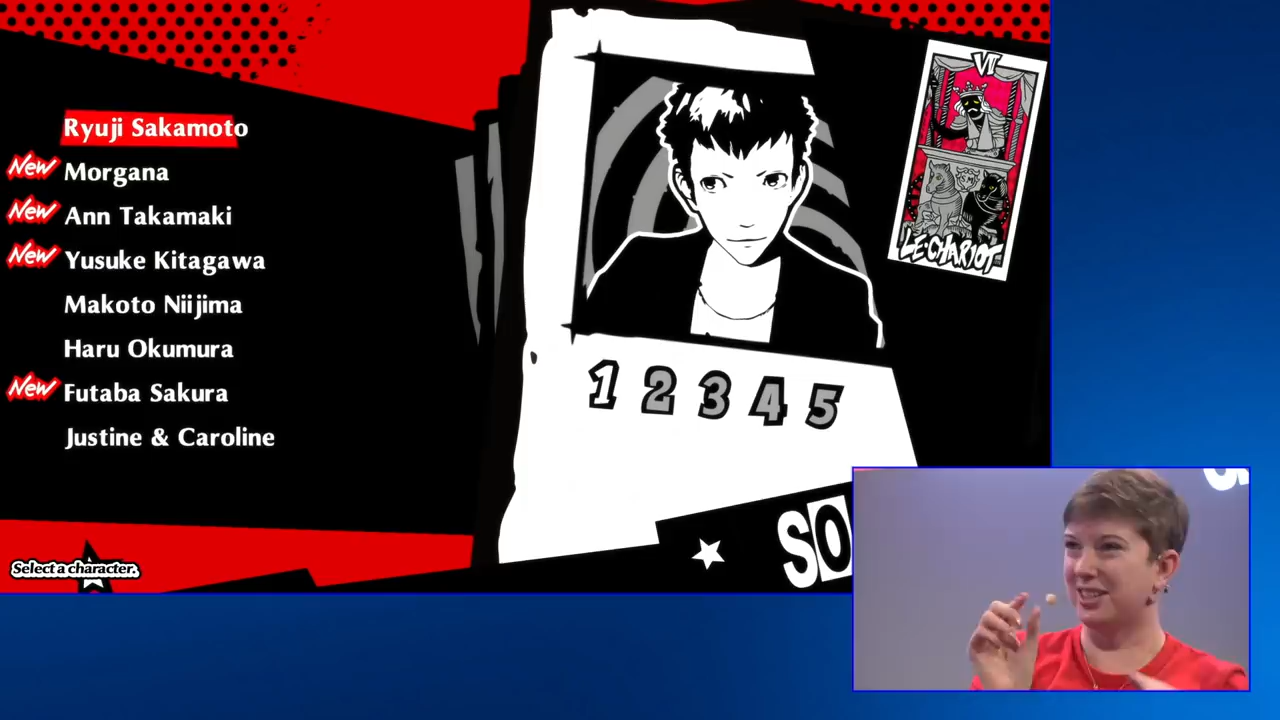 Ryuji Sakamoto
New Morgana
New Ann Takamaki
New Yusuke Kitagawa
Makoto Niijima
Haru Okumura
New Futaba Sakura
Justine & Caroline
Select a character.
VII
LE•CHARIOT
1 2 3 4 5
SO